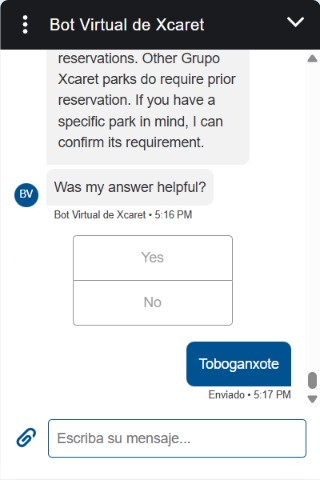 Bot Virtual de Xcaret
reservations. Other Grupo
Xcaret parks do require prior
reservation. If you have a
specific park in mind, I can
confirm its requirement.
BV
Was my answer helpful?
Bot Virtual de Xcaret • 5:16 PM
Yes
No
Toboganxote
Enviado • 5:17 PM
Escriba su mensaje...